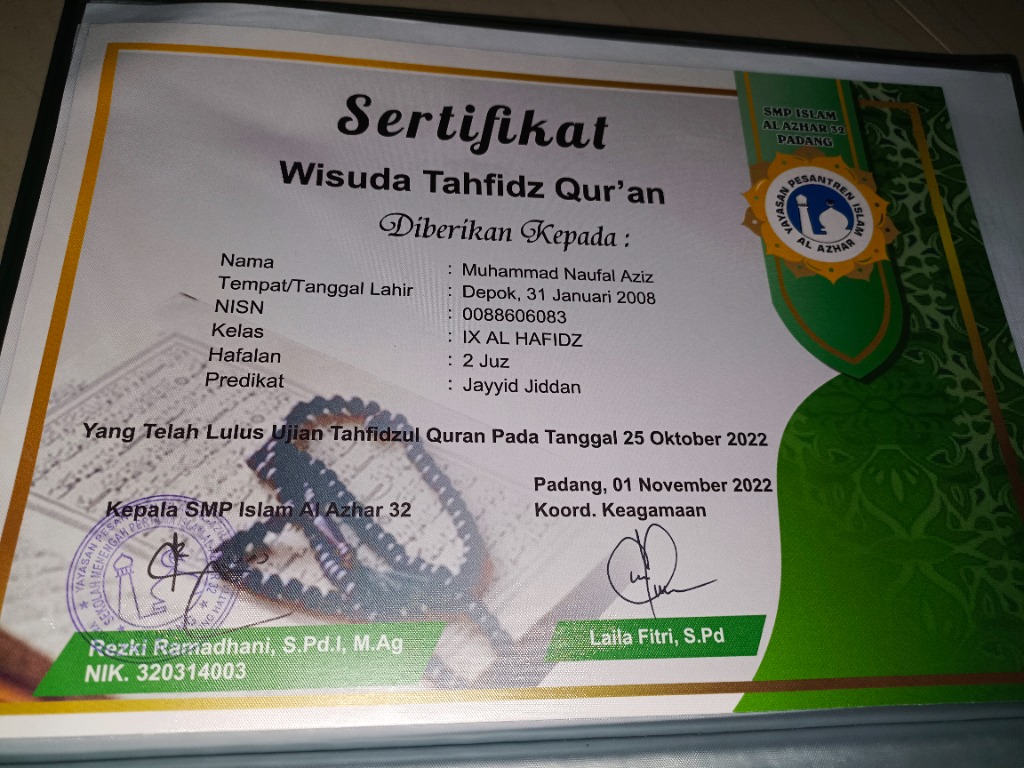 Sertifikat
Wisuda Tahfidz Qur'an
Diberikan Kepada :
Nama : Muhammad Naufal Aziz
Tempat/Tanggal Lahir : Depok, 31 Januari 2008
NISN : 0088606083
Kelas : IX AL HAFIDZ
Hafalan : 2 Juz
Predikat : Jayyid Jiddan
Yang Telah Lulus Ujian Tahfidzul Quran Pada Tanggal 25 Oktober 2022
Padang, 01 November 2022
Kepala SMP Islam Al Azhar 32
Koord. Keagamaan
Rezki Ramadhani, S.Pd.I, M.Ag
NIK. 320314003
Laila Fitri, S.Pd
SMP ISLAM
AL AZHAR 32
PADANG
YAYASAN PESANTREN ISLAM
AL AZHAR